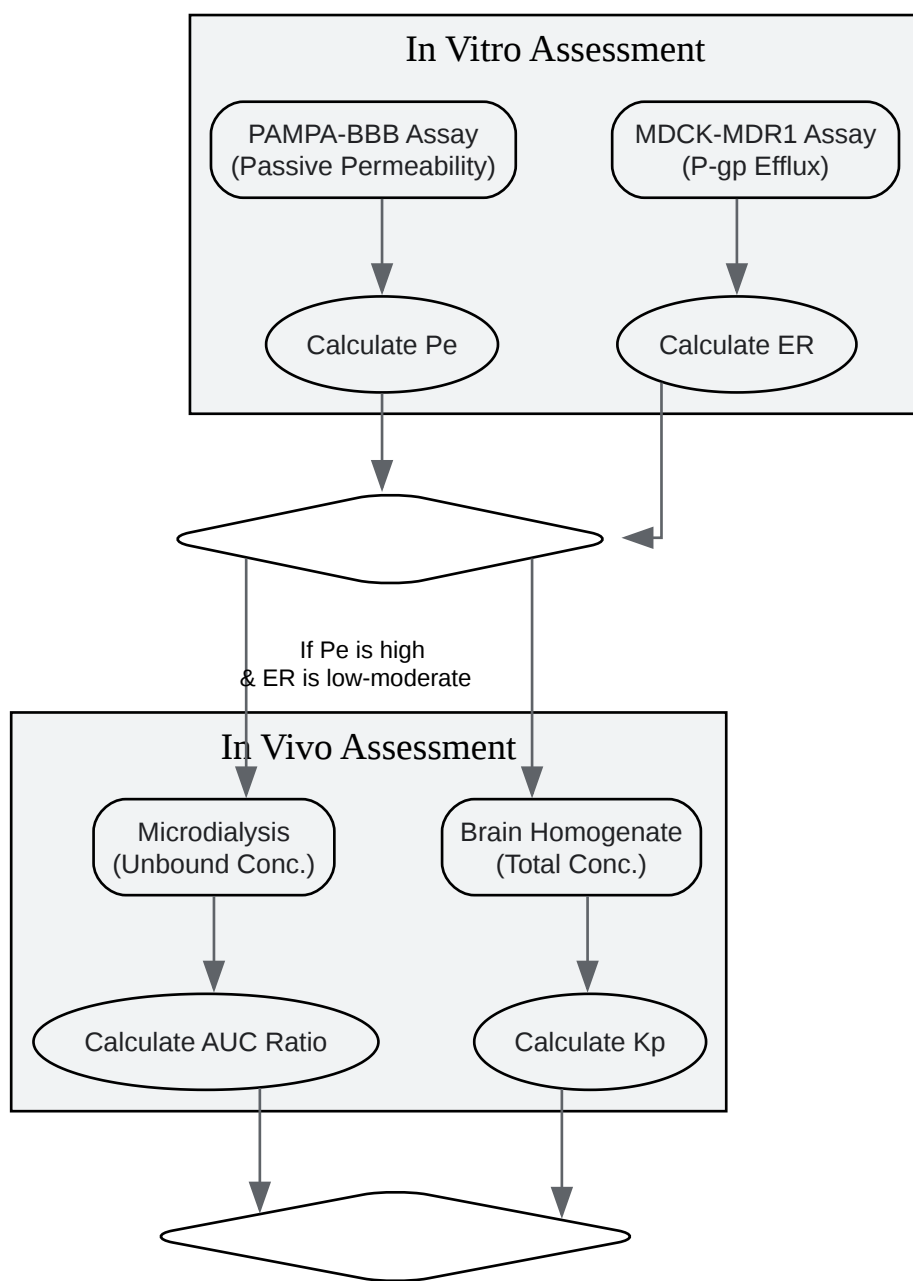 In Vitro Assessment
PAMPA-BBB Assay
(Passive Permeability)
MDCK-MDR1 Assay
(P-gp Efflux)
Calculate Pe
Calculate ER
If Pe is high
& ER is low-moderate
In Vivo Assessment
Microdialysis
(Unbound Conc.)
Brain Homogenate
(Total Conc.)
Calculate AUC Ratio
Calculate Kp